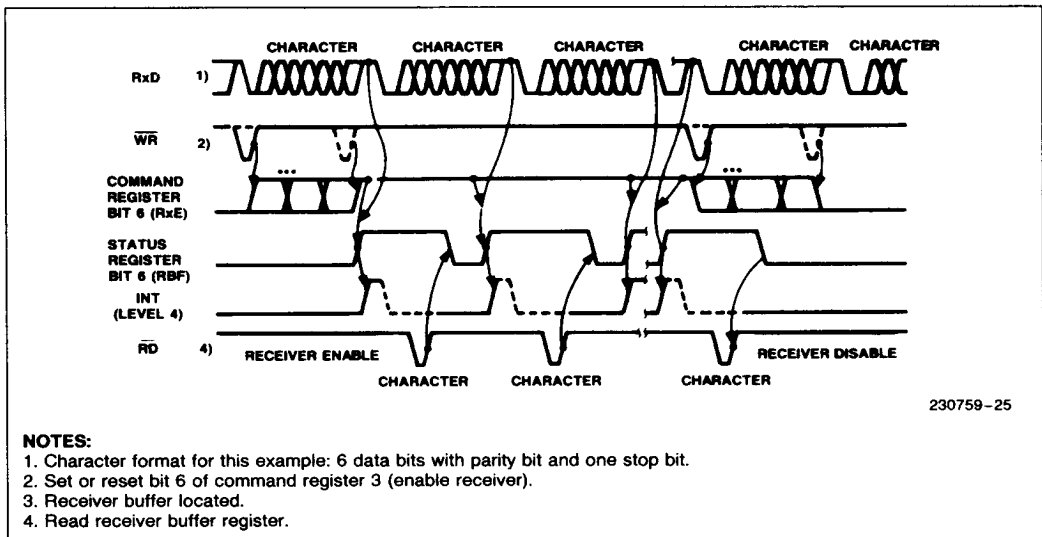 CHARACTER CHARACTER CHARACTER CHARACTER CHARACTER
RxD 1)
WR 2)
...
...
COMMAND
REGISTER
BIT 6 (RxE)
STATUS
REGISTER
BIT 6 (RBF)
INT
(LEVEL 4)
RD 4)
RECEIVER ENABLE
RECEIVER DISABLE
CHARACTER CHARACTER CHARACTER
230759-25
NOTES:
1. Character format for this example: 6 data bits with parity bit and one stop bit.
2. Set or reset bit 6 of command register 3 (enable receiver).
3. Receiver buffer located.
4. Read receiver buffer register.